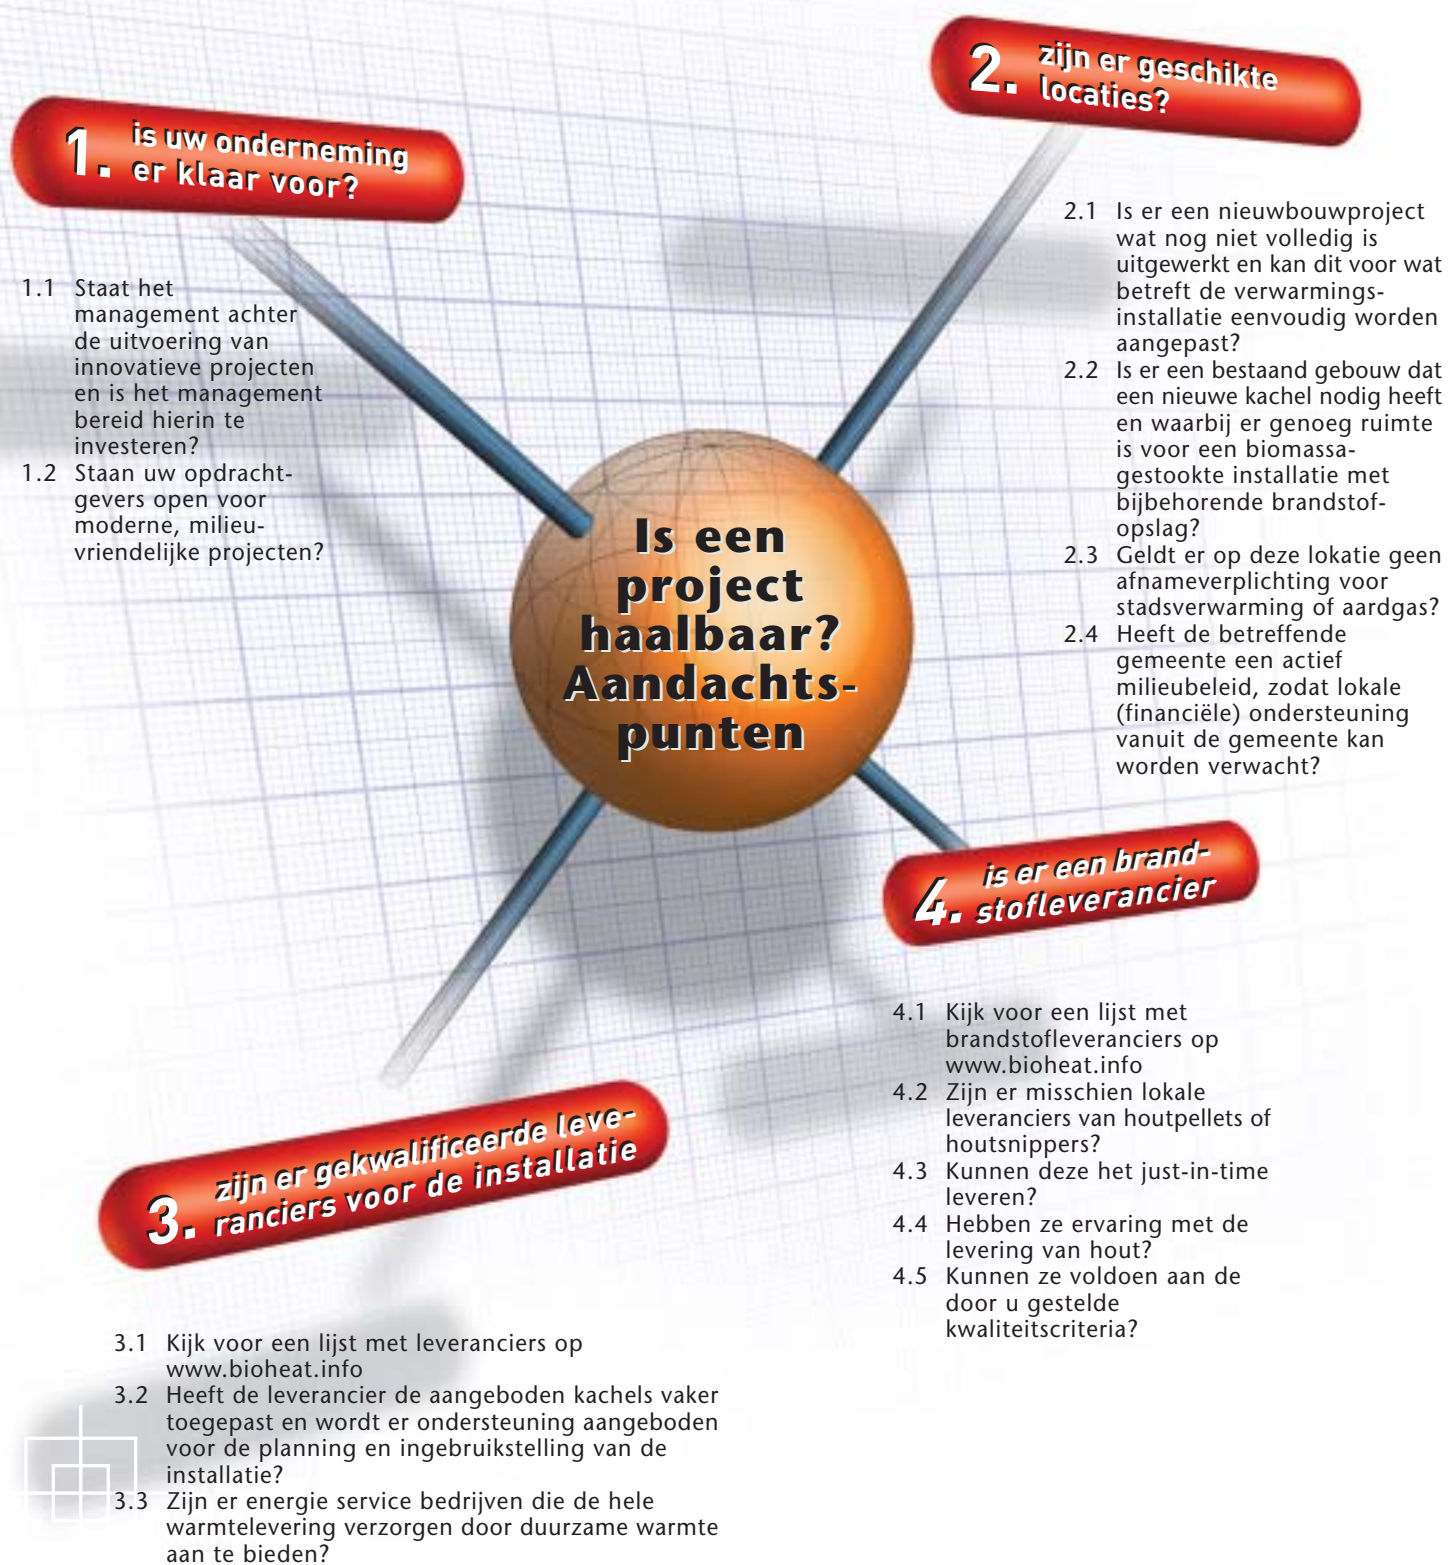 1. is uw onderneming
er klaar voor?
1.1 Staat het
management achter
de uitvoering van
innovatieve projecten
en is het management
bereid hierin te
investeren?
1.2 Staan uw opdracht-
gevers open voor
moderne, milieu-
vriendelijke projecten?
2. zijn er geschikte
locaties?
2.1 Is er een nieuwbouwproject
wat nog niet volledig is
uitgewerkt en kan dit voor wat
betreft de verwarmings-
installatie eenvoudig worden
aangepast?
2.2 Is er een bestaand gebouw dat
een nieuwe kachel nodig heeft
en waarbij er genoeg ruimte
is voor een biomassa-
gestookte installatie met
bijbehorende brandstof-
opslag?
2.3 Geldt er op deze lokatie geen
afnameverplichting voor
stadsverwarming of aardgas?
2.4 Heeft de betreffende
gemeente een actief
milieubeleid, zodat lokale
(financiële) ondersteuning
vanuit de gemeente kan
worden verwacht?
Is een
project
haalbaar?
Aandachts-
punten
3. zijn er gekwalificeerde leve-
ranciers voor de installatie
3.1 Kijk voor een lijst met leveranciers op
www.bioheat.info
3.2 Heeft de leverancier de aangeboden kachels vaker
toegepast en wordt er ondersteuning aangeboden
voor de planning en ingebruikstelling van de
installatie?
3.3 Zijn er energie service bedrijven die de hele
warmtelevering verzorgen door duurzame warmte
aan te bieden?
4. is er een brand-
stofleverancier
4.1 Kijk voor een lijst met
brandstofleveranciers op
www.bioheat.info
4.2 Zijn er misschien lokale
leveranciers van houtpellets of
houtsnippers?
4.3 Kunnen deze het just-in-time
leveren?
4.4 Hebben ze ervaring met de
levering van hout?
4.5 Kunnen ze voldoen aan de
door u gestelde
kwaliteitscriteria?